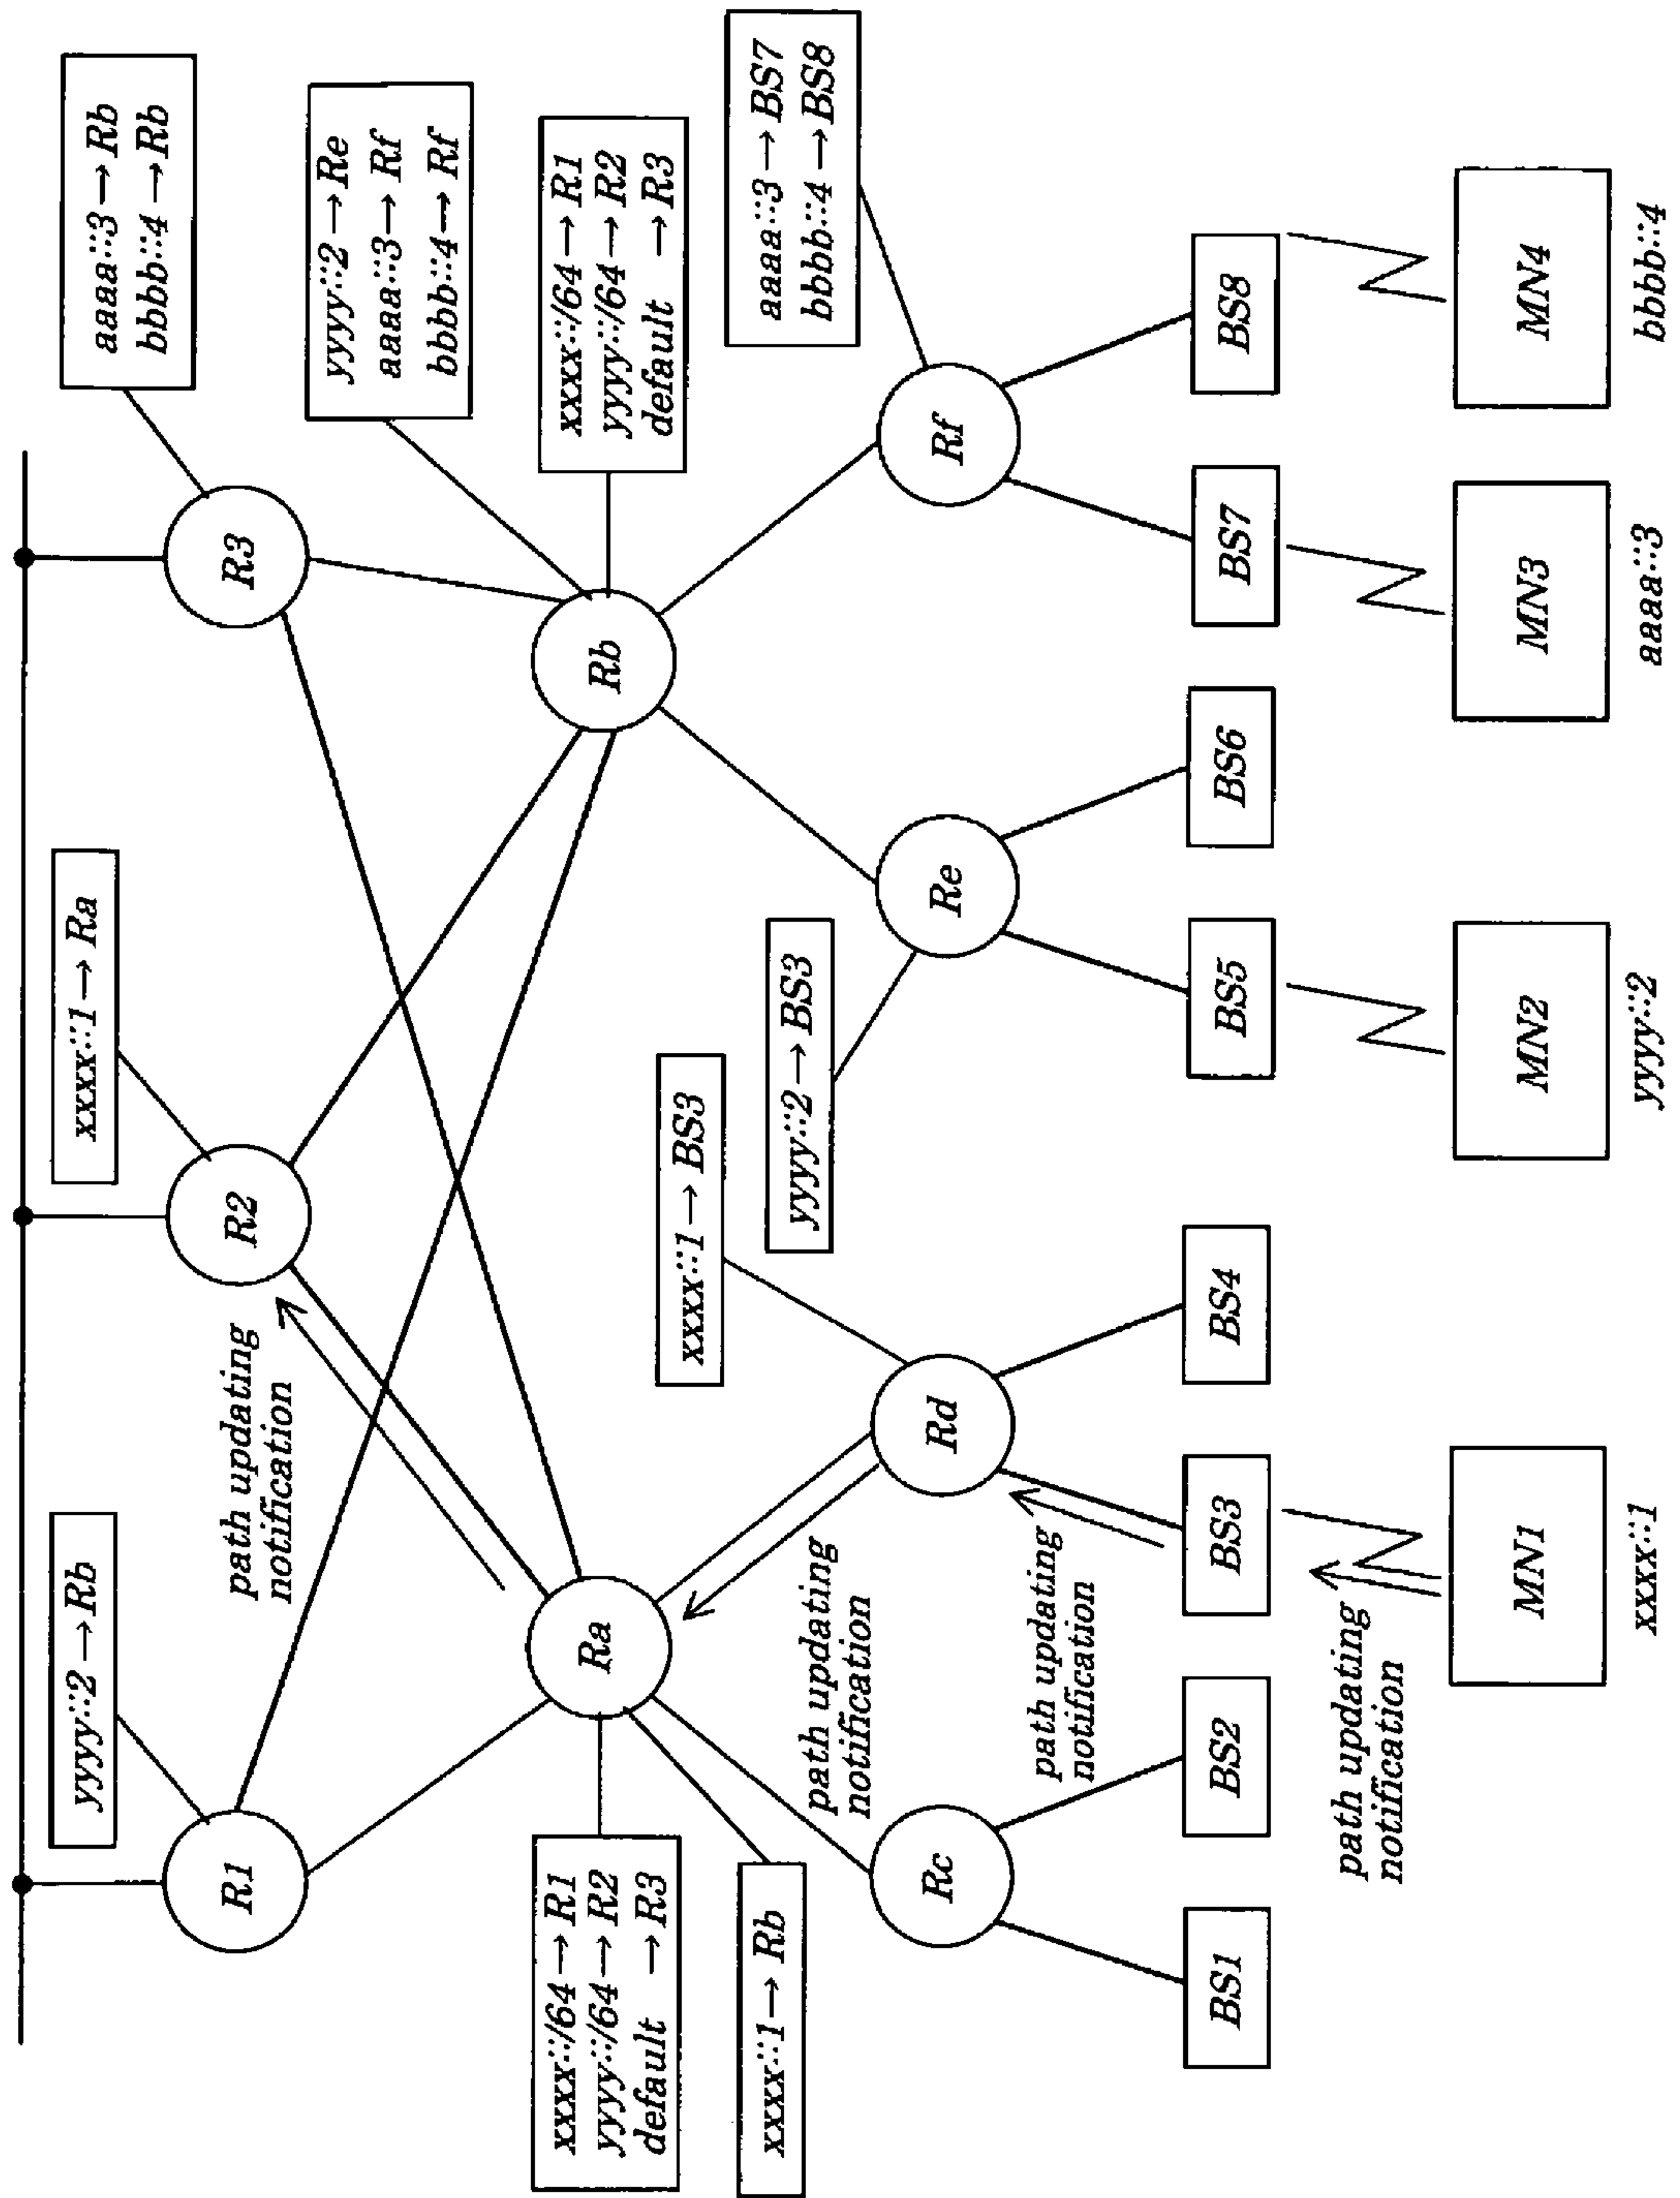 yyyy::2→Rb
xxxx::1→Ra
aaaa::3→Rb
bbbb::4→Rb
R1
R2
R3
path updating
notification
yyyy::2→Re
aaaa::3→Rf
bbbb::4→Rf
xxxx::/64→R1
yyyy::/64→R2
default →R3
Ra
Rb
xxxx::/64→R1
yyyy::/64→R2
default →R3
xxxx::1→Rb
xxxx::1→BS3
yyyy::2→BS3
aaaa::3→BS7
bbbb::4→BS8
path updating
notification
Rc
Rd
Re
Rf
path updating
notification
BS1
BS2
BS3
BS4
BS5
BS6
BS7
BS8
path updating
notification
MN1
MN2
MN3
MN4
xxxx::1
yyyy::2
aaaa::3
bbbb::4